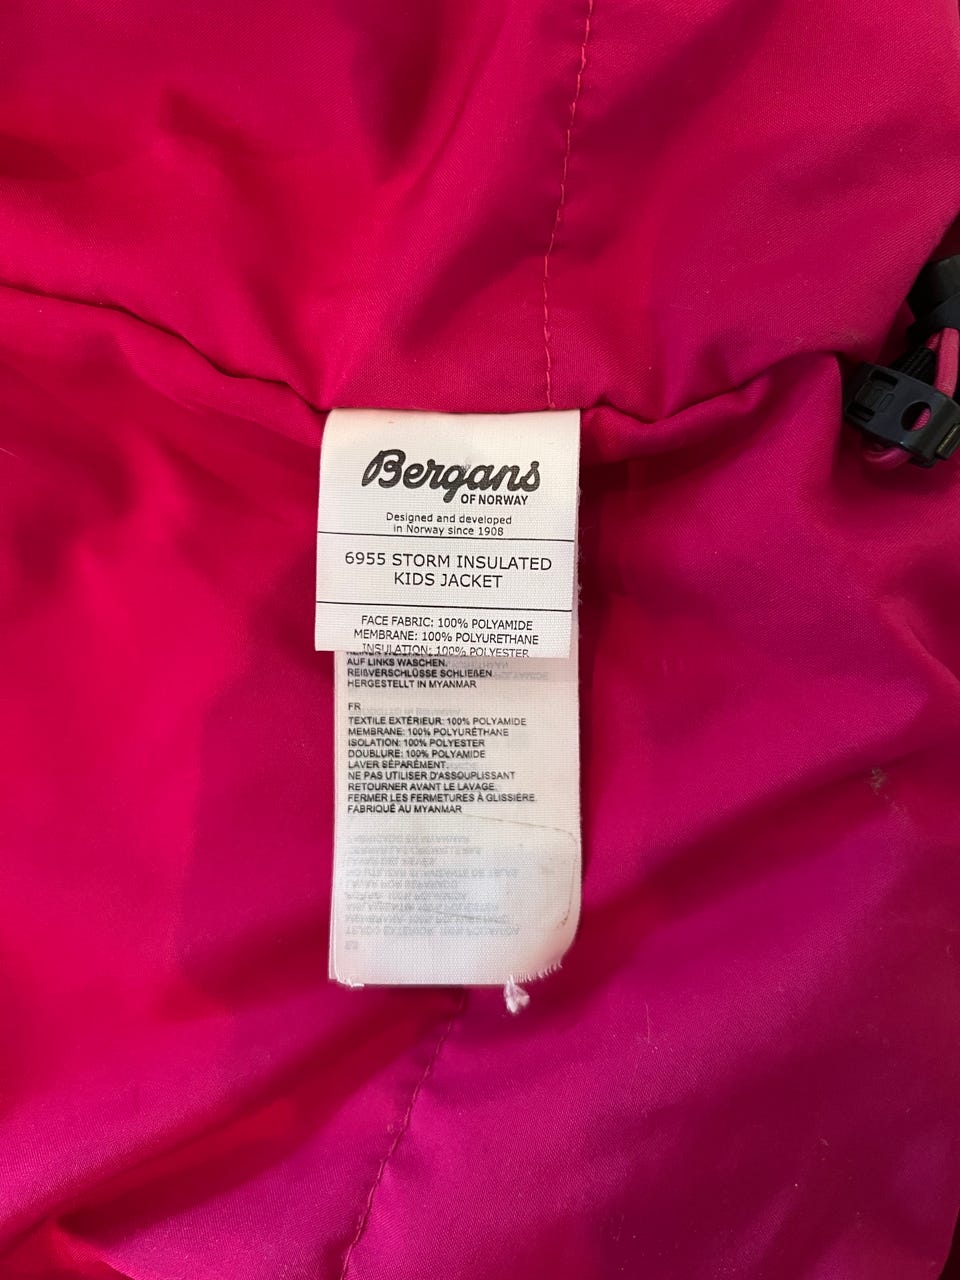 Bergans
OF NORWAY
Designed and developed
in Norway since 1908
6955 STORM INSULATED
KIDS JACKET
FACE FABRIC: 100% POLYAMIDE
MEMBRANE: 100% POLYURETHANE
INSULATION: 100% POLYESTER
AUF LINKS WASCHEN.
REIẞVERSCHLÜSSE SCHLIEẞEN
HERGESTELLT IN MYANMAR
FR
TEXTILE EXTÉRIEUR: 100% POLYAMIDE
MEMBRANE: 100% POLYURÉTHANE
ISOLATION: 100% POLYESTER
DOUBLURE: 100% POLYAMIDE
LAVER SÉPARÉMENT.
NE PAS UTILISER D'ASSOUPLISSANT
RETOURNER AVANT LE LAVAGE.
FERMER LES FERMETURES À GLISSIÈRE
FABRIQUÉ AU MYANMAR